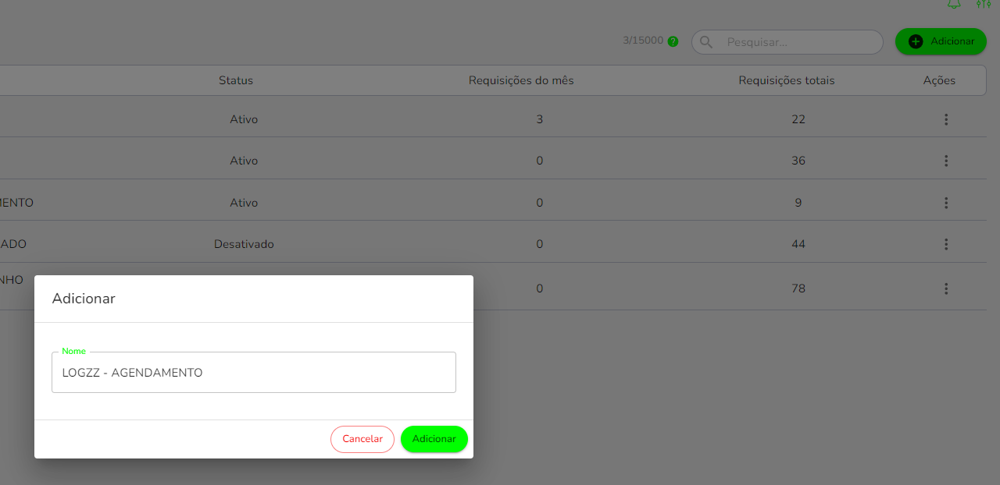 3/15000 ? Pesquisar... Adicionar
Status Requisições do mês Requisições totais Ações
Ativo 3 22
Ativo 0 36
MENTO Ativo 0 9
ADO Desativado 0 44
NHO 0 78
Adicionar
Nome
LOGZZ - AGENDAMENTO
Cancelar Adicionar